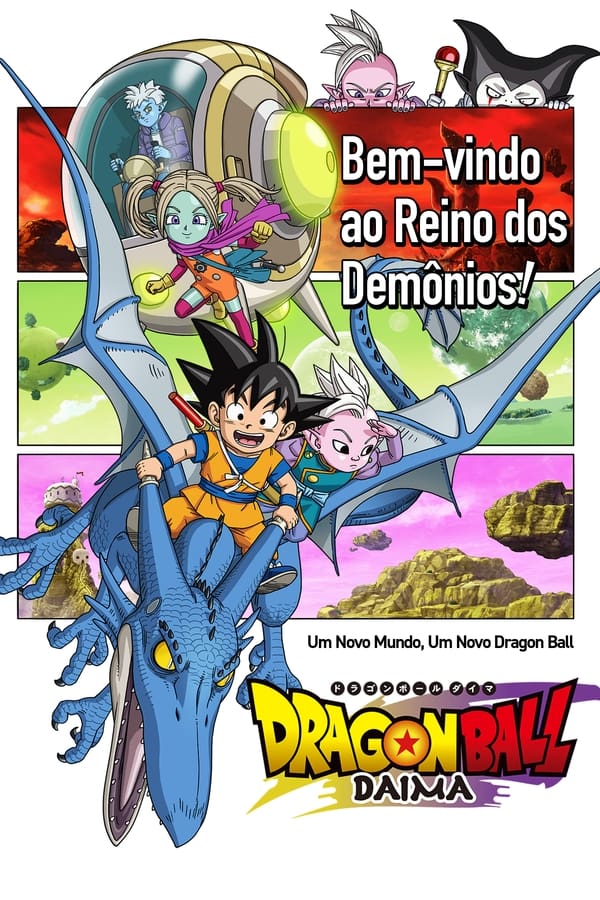 Bem-vindo
ao Reino dos
Demônios!
Um Novo Mundo, Um Novo Dragon Ball
ドラゴンボール ダイマ
DRAGON BALL
DAIMA